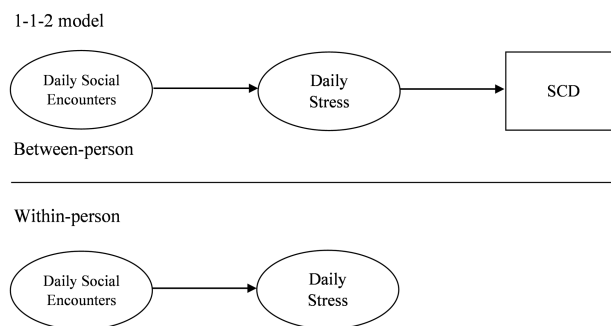 1-1-2 model
Daily Social
Encounters
Daily
Stress
SCD
Between-person
Within-person
Daily Social
Encounters
Daily
Stress